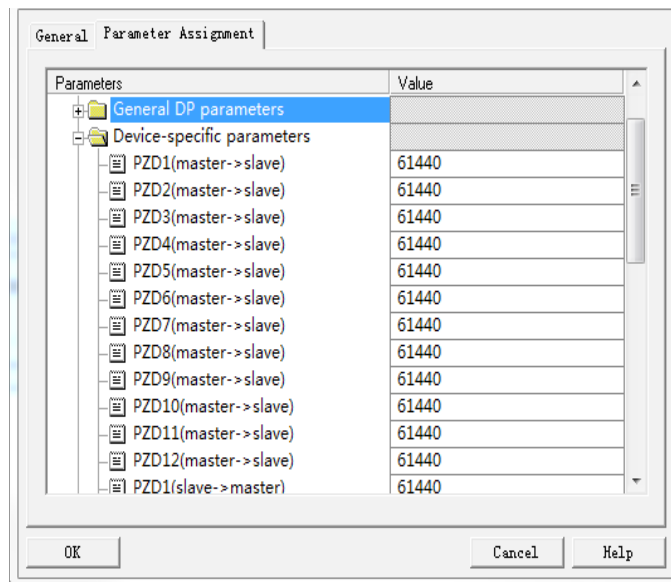 General Parameter Assignment
Parameters Value
General DP parameters
Device-specific parameters
PZD1(master->slave) 61440
PZD2(master->slave) 61440
PZD3(master->slave) 61440
PZD4(master->slave) 61440
PZD5(master->slave) 61440
PZD6(master->slave) 61440
PZD7(master->slave) 61440
PZD8(master->slave) 61440
PZD9(master->slave) 61440
PZD10(master->slave) 61440
PZD11(master->slave) 61440
PZD12(master->slave) 61440
PZD1(slave->master) 61440
OK Cancel Help